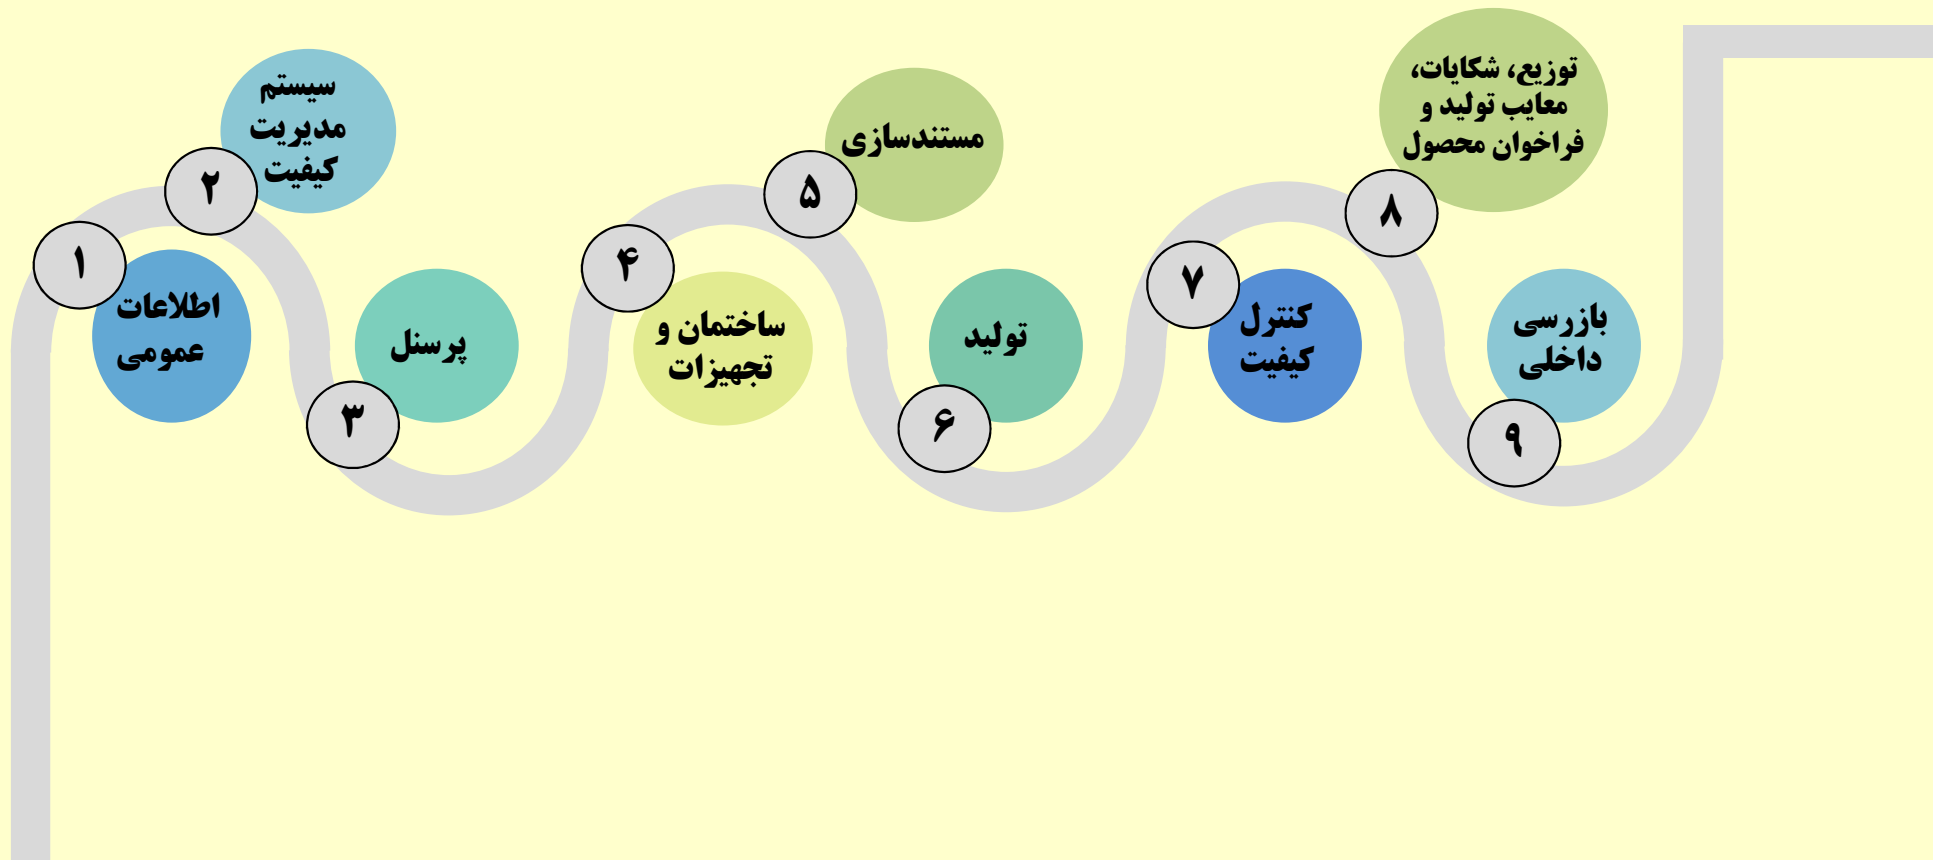 ۱
اطلاعات
عمومی
۲
سیستم
مدیریت
کیفیت
۳
پرسنل
۴
ساختمان و
تجهیزات
۵
مستندسازی
۶
تولید
۷
کنترل
کیفیت
۸
توزیع، شکایات،
معایب تولید و
فراخوان محصول
۹
بازرسی
داخلی